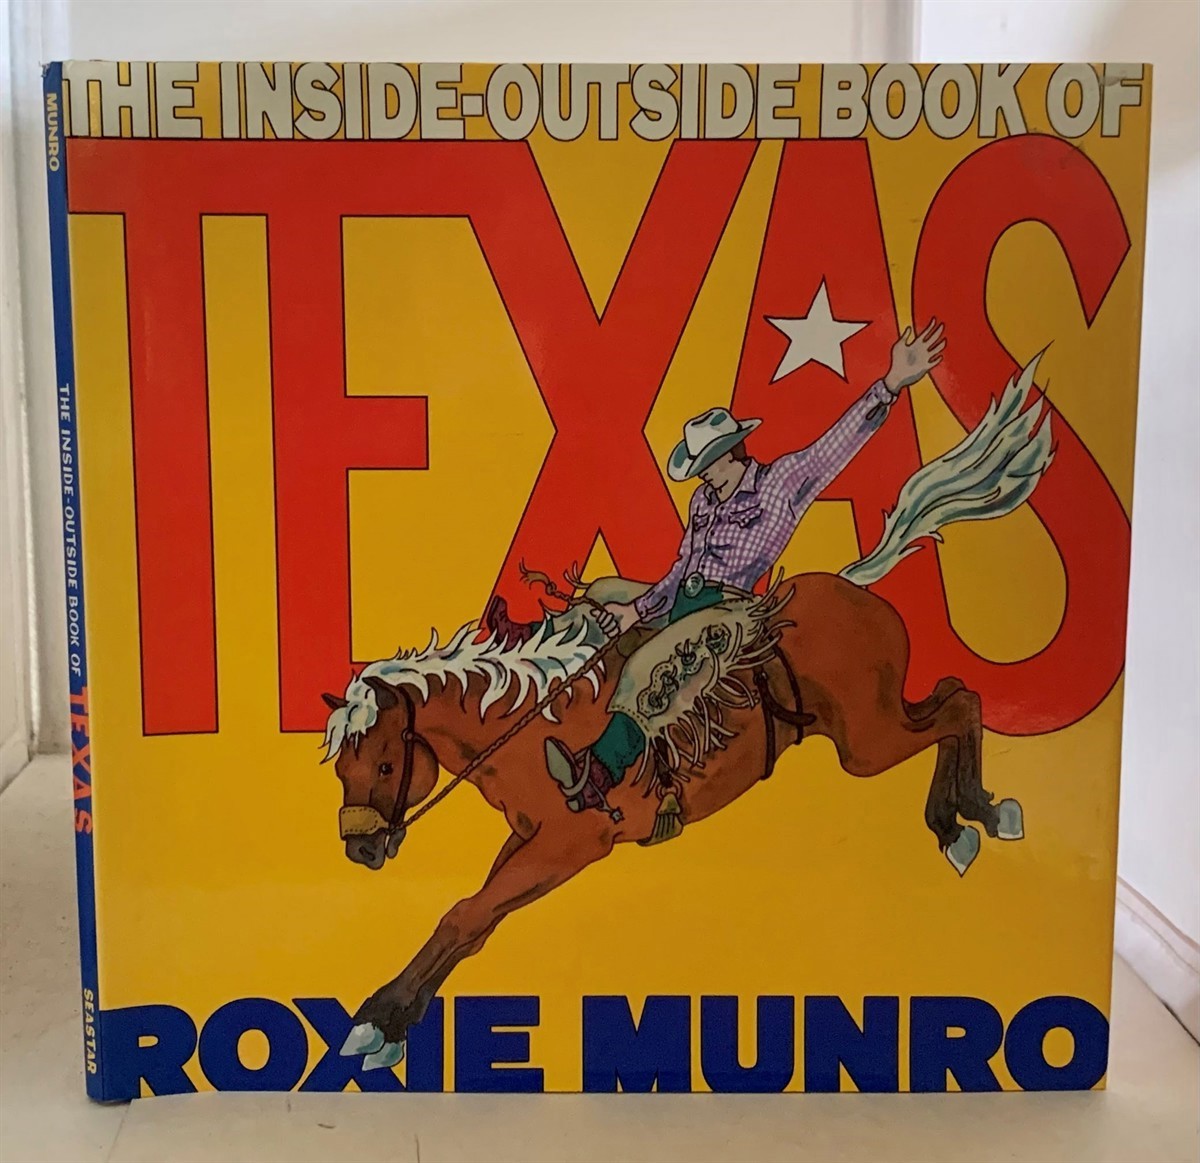 THE INSIDE-OUTSIDE BOOK OF
TEXAS
ROXIE MUNRO
MUNRO
THE INSIDE-OUTSIDE BOOK OF TEXAS
SEASTAR